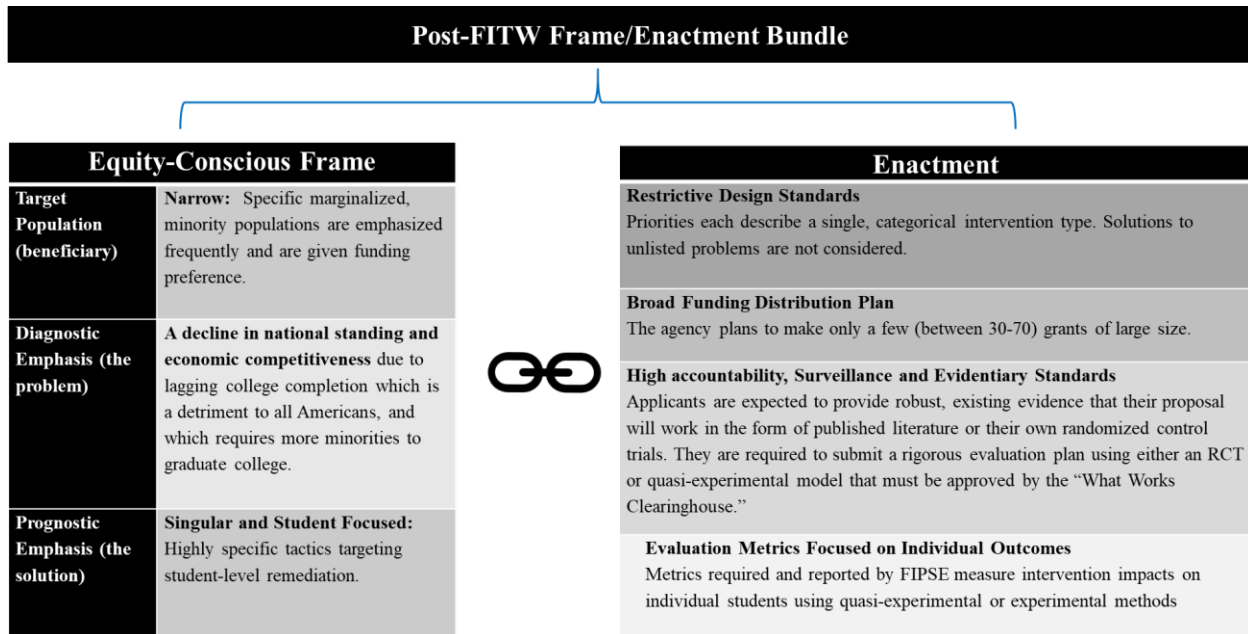 Post-FITW Frame/Enactment Bundle
Equity-Conscious Frame
Target
Population
(beneficiary)
Narrow: Specific marginalized,
minority populations are emphasized
frequently and are given funding
preference.
Diagnostic
Emphasis (the
problem)
A decline in national standing and
economic competitiveness due to
lagging college completion which is
a detriment to all Americans, and
which requires more minorities to
graduate college.
Prognostic
Emphasis (the
solution)
Singular and Student Focused:
Highly specific tactics targeting
student-level remediation.
Enactment
Restrictive Design Standards
Priorities each describe a single, categorical intervention type. Solutions to
unlisted problems are not considered.
Broad Funding Distribution Plan
The agency plans to make only a few (between 30-70) grants of large size.
High accountability, Surveillance and Evidentiary Standards
Applicants are expected to provide robust, existing evidence that their proposal
will work in the form of published literature or their own randomized control
trials. They are required to submit a rigorous evaluation plan using either an RCT
or quasi-experimental model that must be approved by the “What Works
Clearinghouse.”
Evaluation Metrics Focused on Individual Outcomes
Metrics required and reported by FIPSE measure intervention impacts on
individual students using quasi-experimental or experimental methods